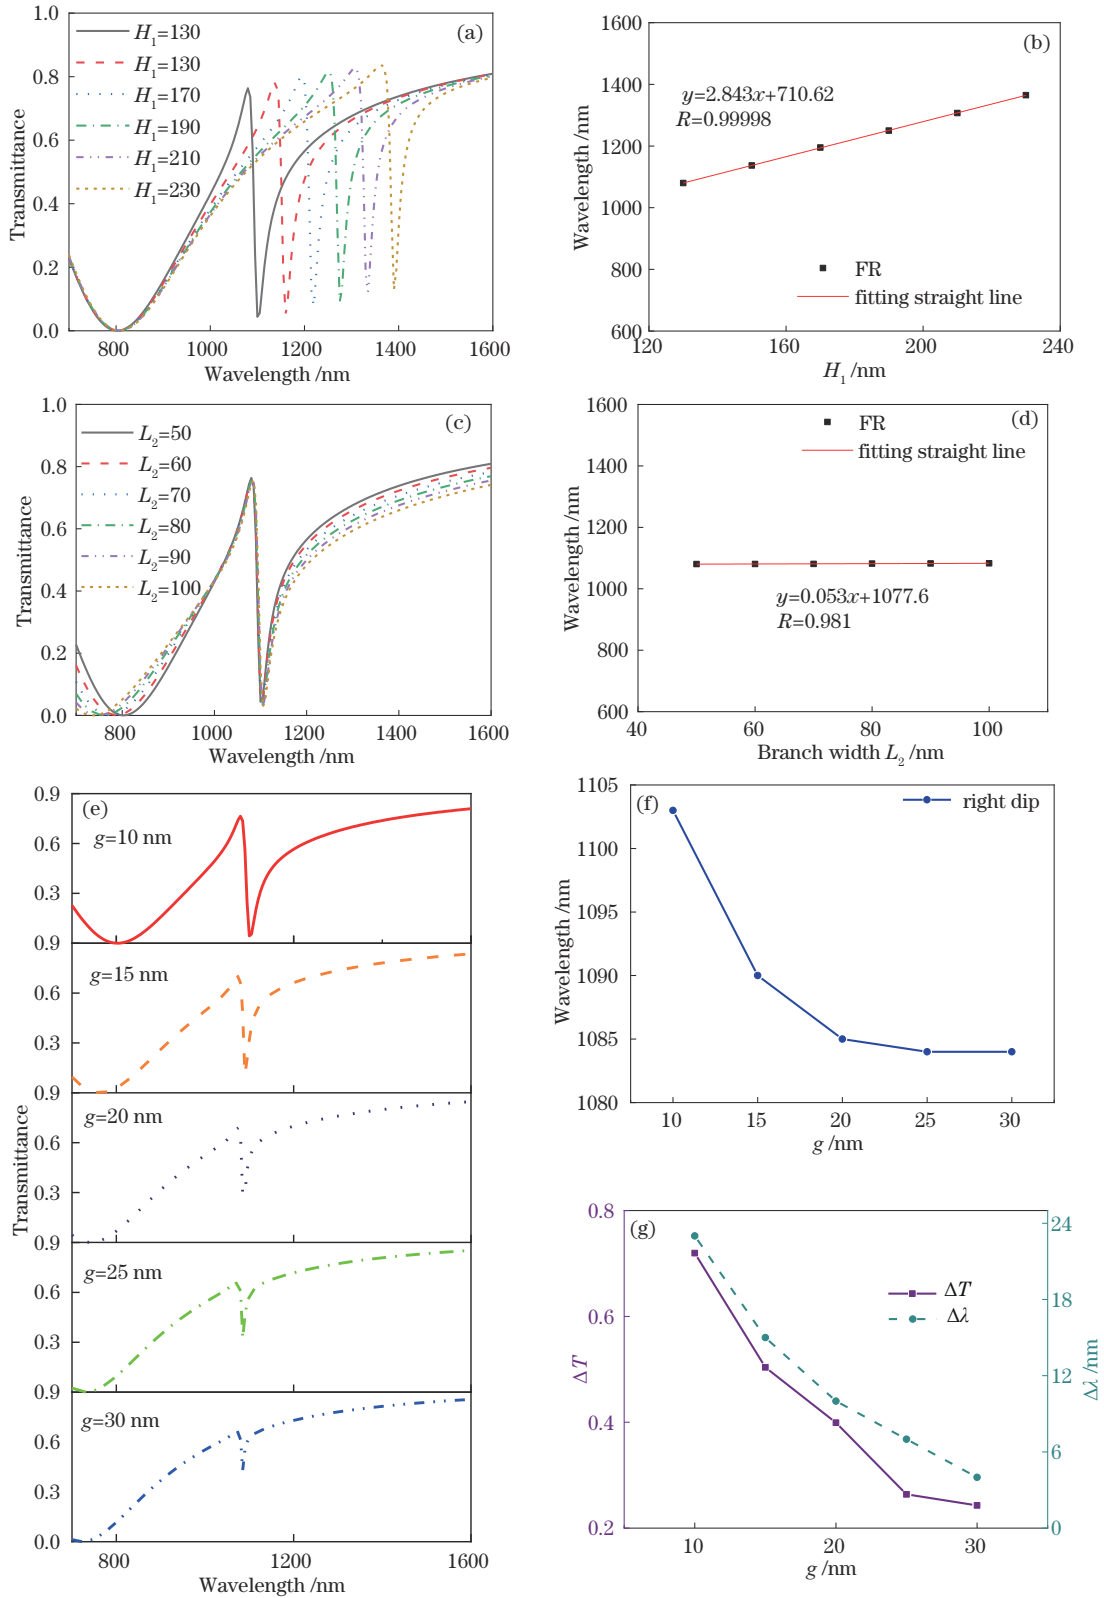 (a)
H₁=130
H₁=130
H₁=170
H₁=190
H₁=210
H₁=230
1.0
0.8
0.6
0.4
0.2
0.0
Transmittance
800 1000 1200 1400 1600
Wavelength /nm
(b)
y=2.843x+710.62
R=0.99998
FR
fitting straight line
1600
1400
1200
1000
800
600
Wavelength /nm
120 160 200 240
H₁ /nm
(c)
L₂=50
L₂=60
L₂=70
L₂=80
L₂=90
L₂=100
1.0
0.8
0.6
0.4
0.2
0.0
Transmittance
800 1000 1200 1400 1600
Wavelength /nm
(d)
FR
fitting straight line
y=0.053x+1077.6
R=0.981
1600
1400
1200
1000
800
600
Wavelength /nm
40 60 80 100
Branch width L₂ /nm
(e)
g=10 nm
g=15 nm
g=20 nm
g=25 nm
g=30 nm
0.9
0.6
0.3
0.9
0.6
0.3
0.9
0.6
0.3
0.9
0.6
0.3
0.9
0.6
0.3
0.0
Transmittance
800 1200 1600
Wavelength /nm
(f)
right dip
1105
1100
1095
1090
1085
1080
Wavelength /nm
10 15 20 25 30
g /nm
(g)
ΔT
Δλ
0.8
0.6
0.4
0.2
ΔT
24
18
12
6
0
Δλ /nm
10 20 30
g /nm